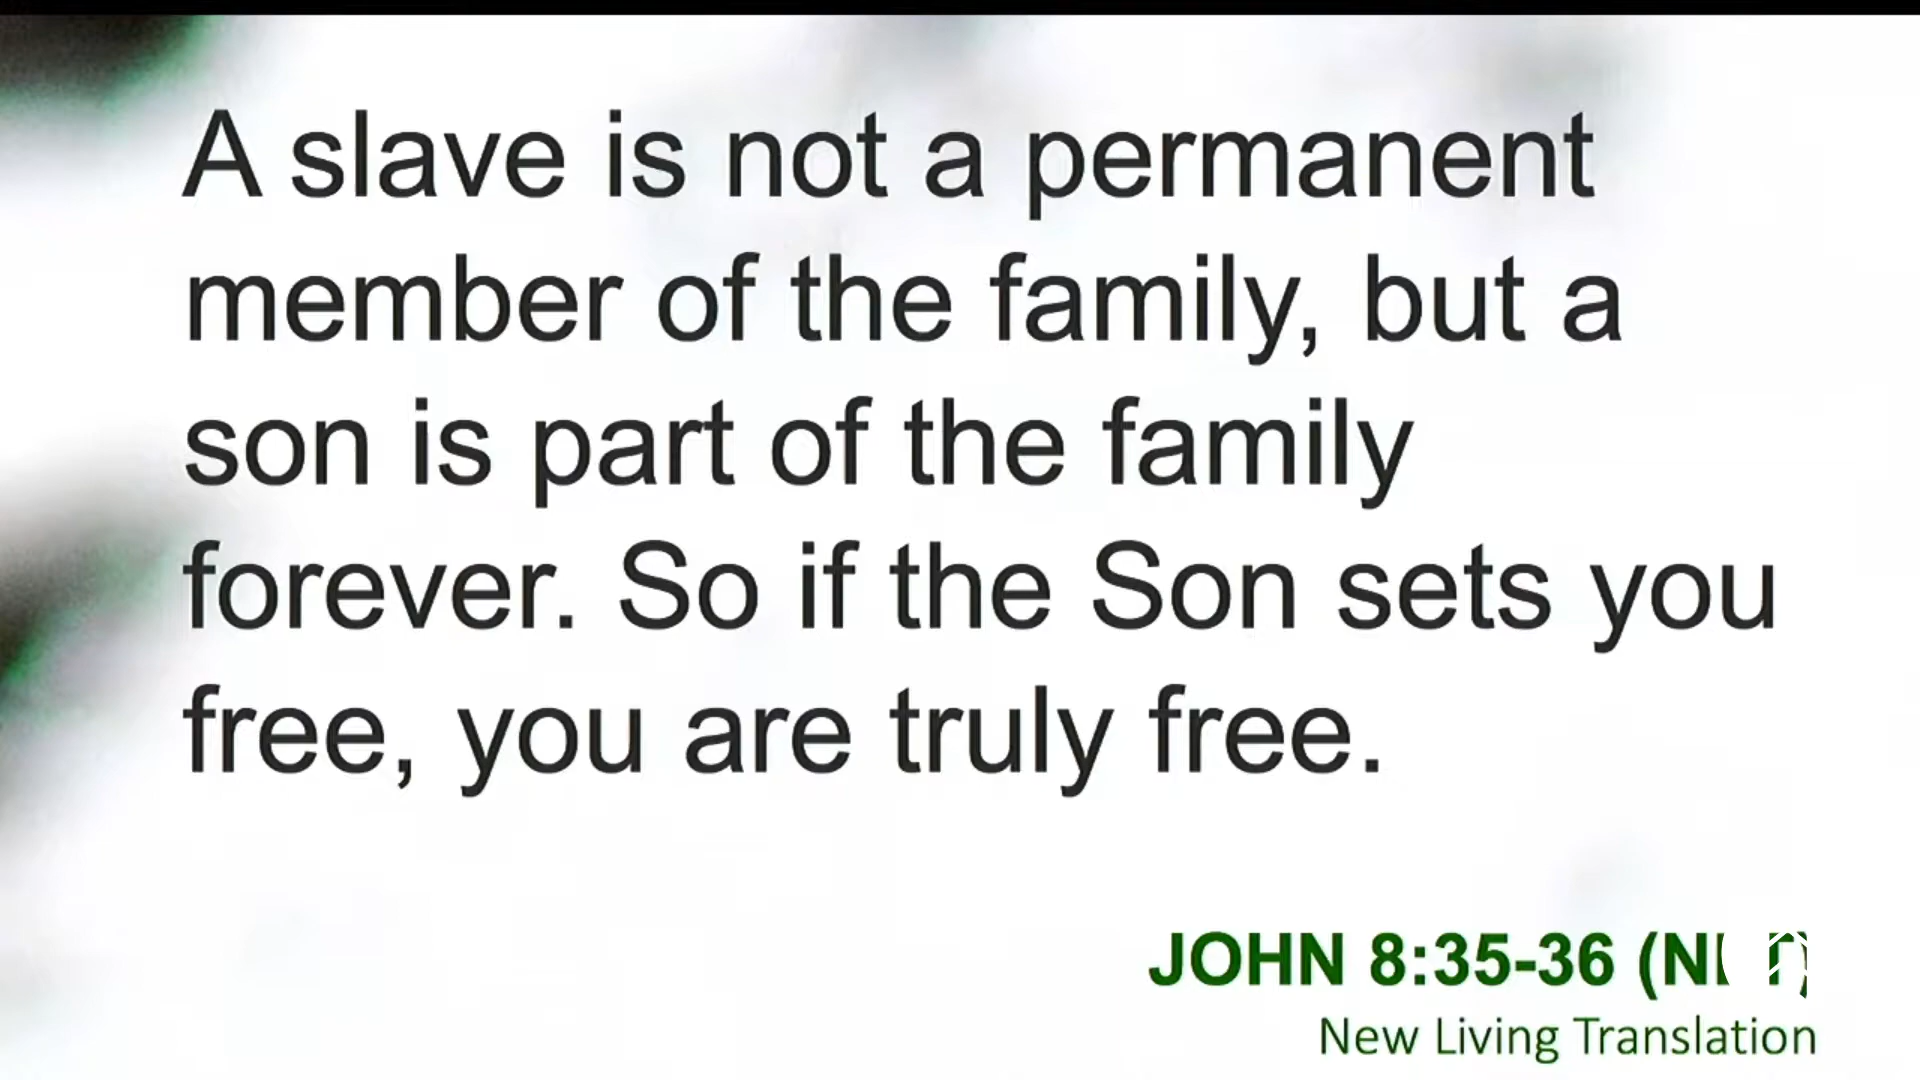 A slave is not a permanent
member of the family, but a
son is part of the family
forever. So if the Son sets you
free, you are truly free.
JOHN 8:35-36
New Living Translation